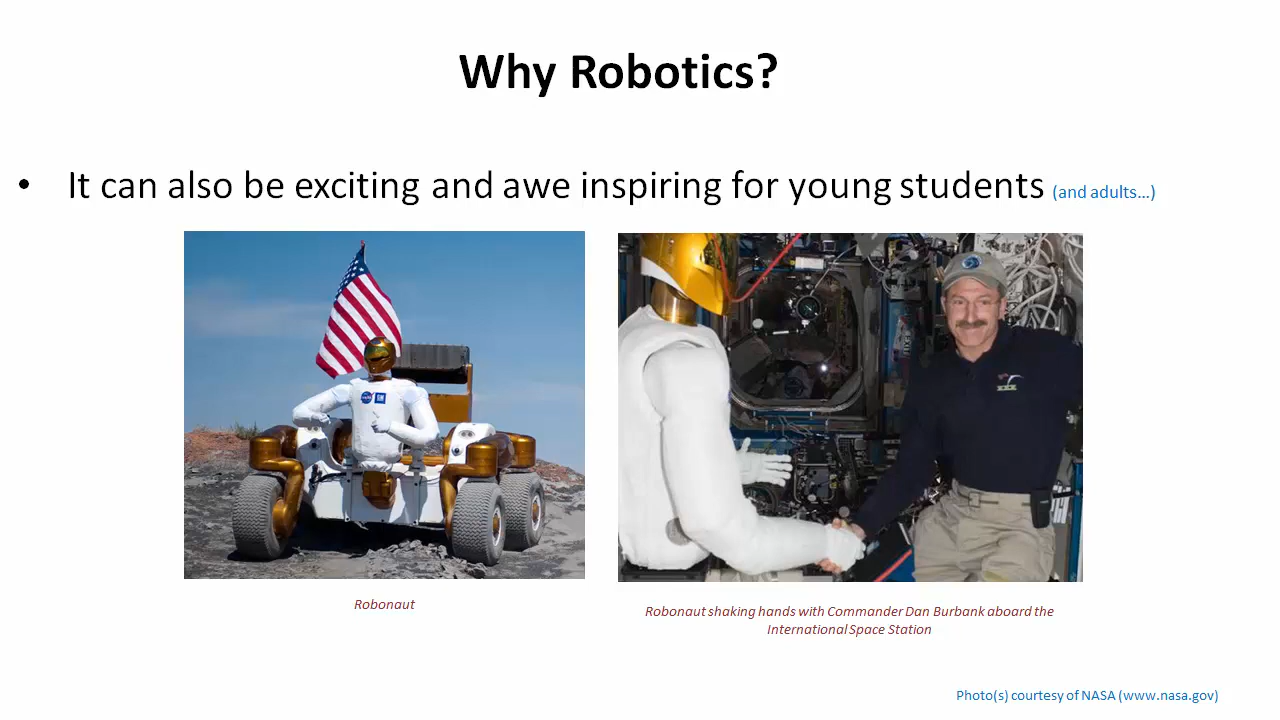 Why Robotics?
• It can also be exciting and awe inspiring for young students (and adults…)
Robonaut
Robonaut shaking hands with Commander Dan Burbank aboard the
International Space Station
Photo(s) courtesy of NASA (www.nasa.gov)